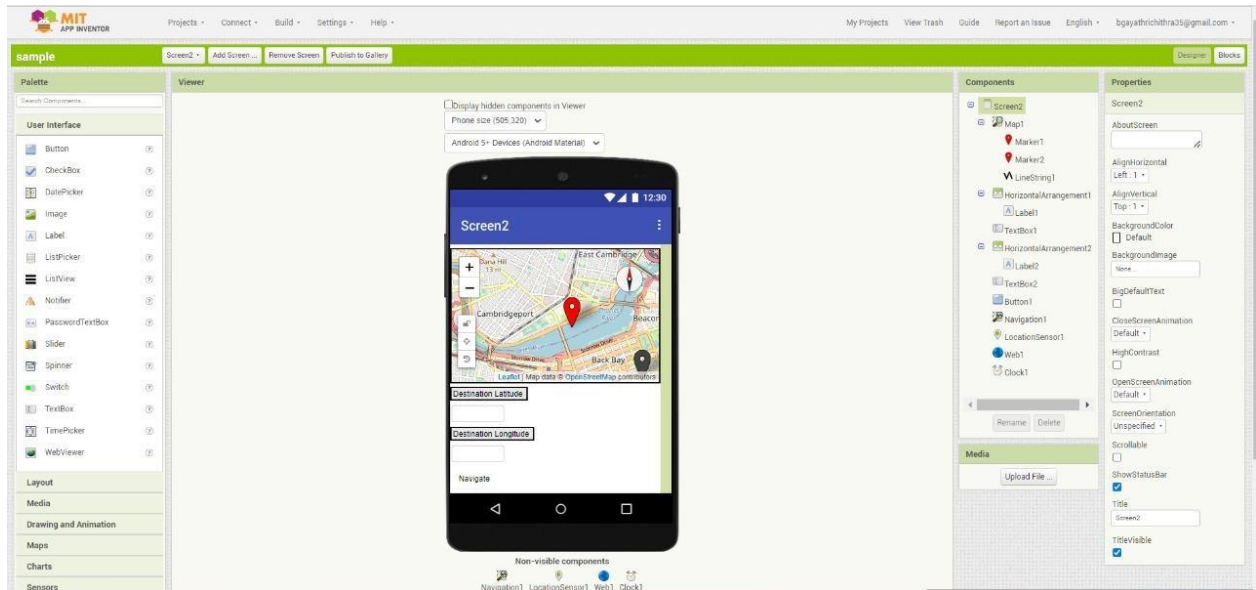 MIT
APP INVENTOR
Projects Connect Build Settings Help
My Projects View Trash Guide Report an Issue English bgayathrichithra35@gmail.com
sample
Screen2 Add Screen ... Remove Screen Publish to Gallery
Designer Blocks
Palette
Search Components...
User Interface
Button
CheckBox
DatePicker
Image
Label
ListPicker
ListView
Notifier
PasswordTextBox
Slider
Spinner
Switch
TextBox
TimePicker
WebViewer
Layout
Media
Drawing and Animation
Maps
Charts
Sensors
Viewer
Display hidden components in Viewer
Phone size (505,320)
Android 5+ Devices (Android Material)
12:30
Screen2
+
−
Dana Hill
13 m
East Cambridge
Cambridgeport
Beacon
Back Bay
Leaflet | Map data © OpenStreetMap contributors
Destination Latitude
Destination Longitude
Navigate
Non-visible components
Navigation1 LocationSensor1 Web1 Clock1
Components
Screen2
Map1
Marker1
Marker2
LineString1
HorizontalArrangement1
Label1
TextBox1
HorizontalArrangement2
Label2
TextBox2
Button1
Navigation1
LocationSensor1
Web1
Clock1
Rename Delete
Media
Upload File ...
Properties
Screen2
AboutScreen
AlignHorizontal
Left : 1
AlignVertical
Top : 1
BackgroundColor
Default
BackgroundImage
None...
BigDefaultText
CloseScreenAnimation
Default
HighContrast
OpenScreenAnimation
Default
ScreenOrientation
Unspecified
Scrollable
ShowStatusBar
Title
Screen2
TitleVisible